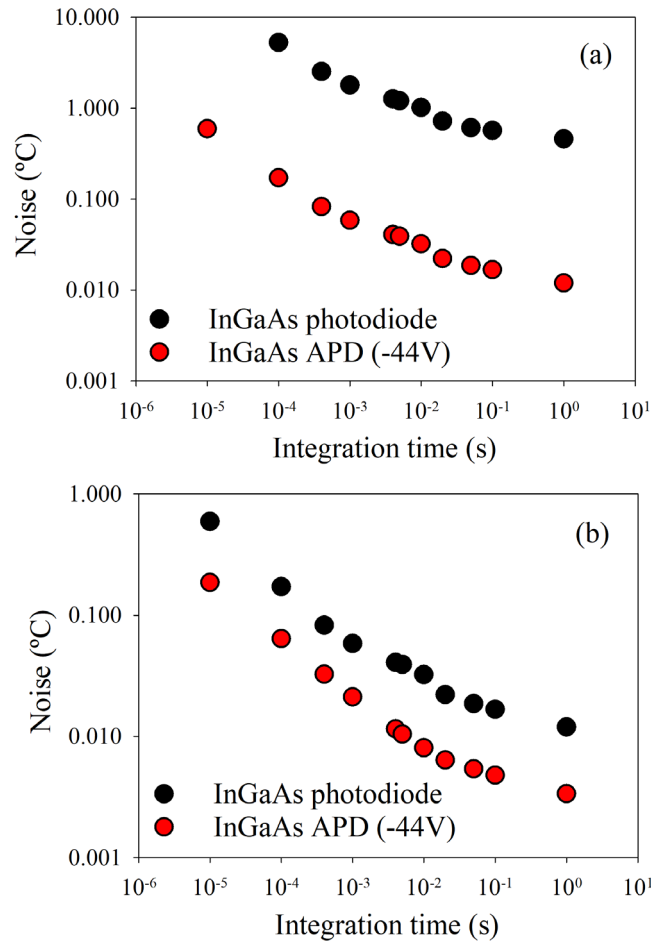 10.000
(a)
1.000
0.100
0.010
0.001
Noise (ºC)
InGaAs photodiode
InGaAs APD (-44V)
10-6 10-5 10-4 10-3 10-2 10-1 100 101
Integration time (s)
1.000
(b)
0.100
0.010
0.001
Noise (ºC)
InGaAs photodiode
InGaAs APD (-44V)
10-6 10-5 10-4 10-3 10-2 10-1 100 101
Integration time (s)